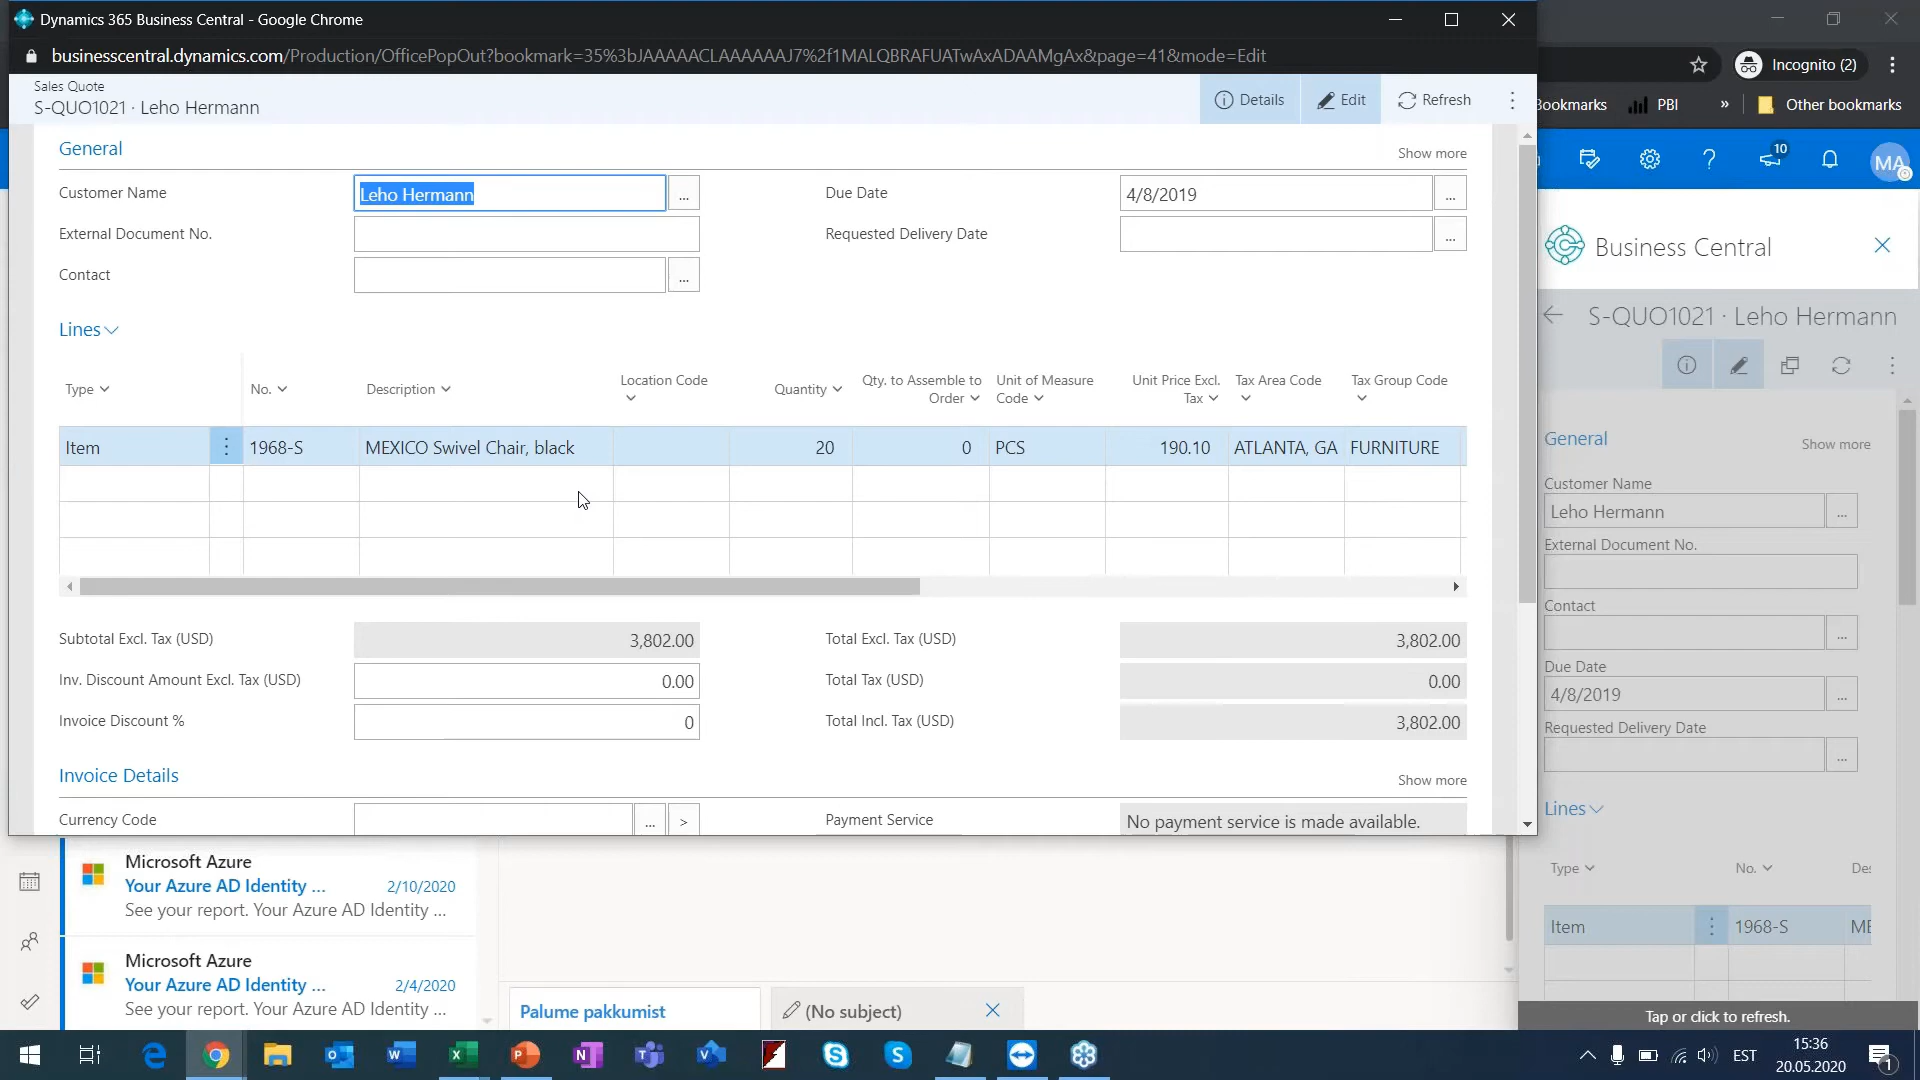 Dynamics 365 Business Central - Google Chrome
businesscentral.dynamics.com/Production/OfficePopOut?bookmark=35%3bJAAAAACLAAAAAAJ7%2f1MALQBRAFUATwAxADAAMgAx&page=41&mode=Edit
Sales Quote
S-QUO1021 · Leho Hermann
Details
Edit
Refresh
General
Show more
Customer Name
Leho Hermann
...
Due Date
4/8/2019
...
External Document No.
Requested Delivery Date
...
Contact
...
Lines
Type
No.
Description
Location Code
Quantity
Qty. to Assemble to Order
Unit of Measure Code
Unit Price Excl. Tax
Tax Area Code
Tax Group Code
Item
1968-S
MEXICO Swivel Chair, black
20
0
PCS
190.10
ATLANTA, GA
FURNITURE
Subtotal Excl. Tax (USD)
3,802.00
Total Excl. Tax (USD)
3,802.00
Inv. Discount Amount Excl. Tax (USD)
0.00
Total Tax (USD)
0.00
Invoice Discount %
0
Total Incl. Tax (USD)
3,802.00
Invoice Details
Show more
Currency Code
...
>
Payment Service
No payment service is made available.
Incognito (2)
Bookmarks
PBI
»
Other bookmarks
10
MA
Business Central
S-QUO1021 · Leho Hermann
General
Show more
Customer Name
Leho Hermann
...
External Document No.
Contact
...
Due Date
4/8/2019
...
Requested Delivery Date
...
Lines
Type
No.
Des
Item
1968-S
ME
Tap or click to refresh.
Microsoft Azure
Your Azure AD Identity ...
2/10/2020
See your report. Your Azure AD Identity ...
Microsoft Azure
Your Azure AD Identity ...
2/4/2020
See your report. Your Azure AD Identity ...
Palume pakkumist
(No subject)
EST
15:36
20.05.2020
1